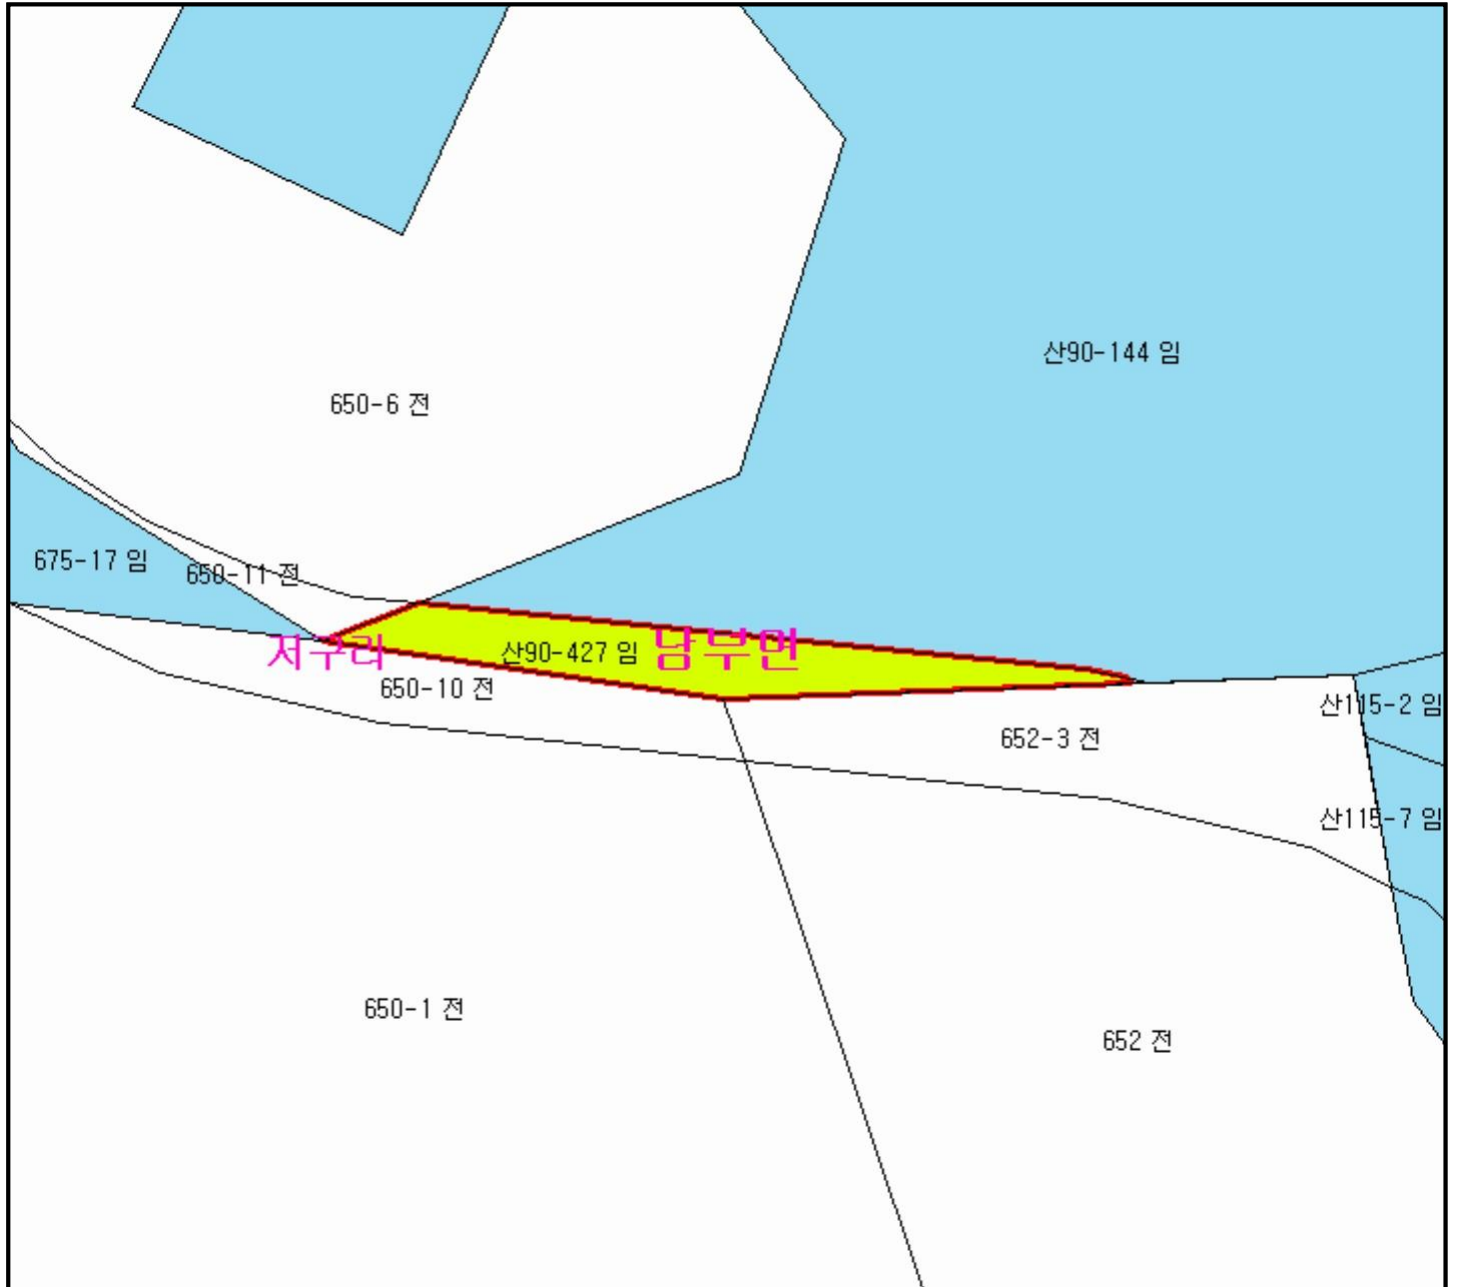 산90-144 임
650-6 전
675-17 임
650-11 전
저구리
산90-427 임
남부면
650-10 전
652-3 전
산115-2 임
산115-7 임
650-1 전
652 전